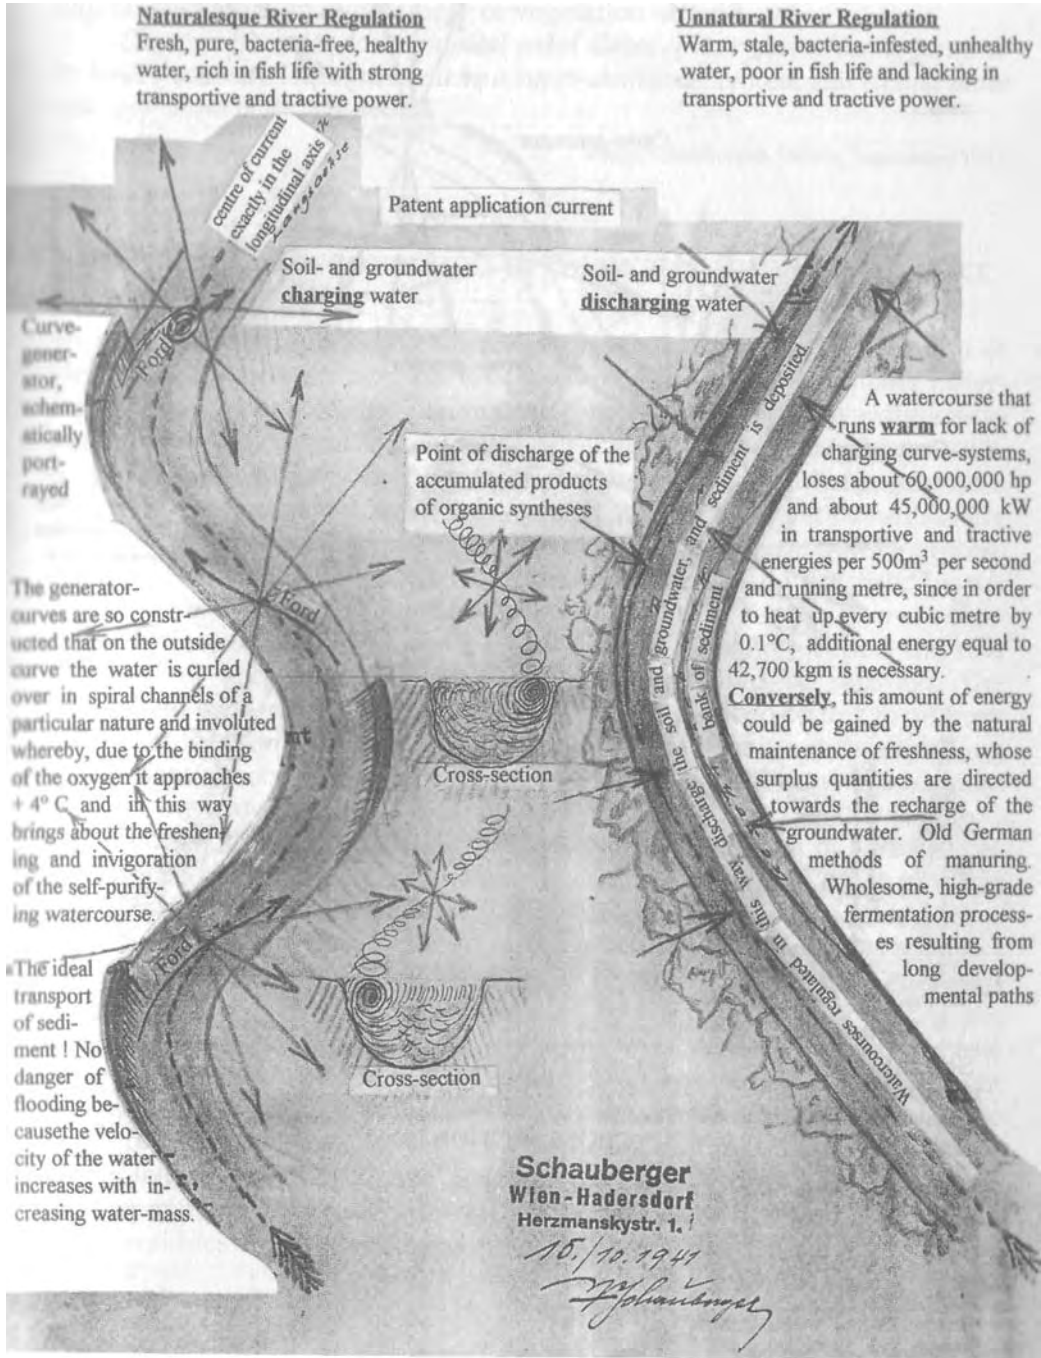 Naturalesque River Regulation
Fresh, pure, bacteria-free, healthy
water, rich in fish life with strong
transportive and tractive power.
Unnatural River Regulation
Warm, stale, bacteria-infested, unhealthy
water, poor in fish life and lacking in
transportive and tractive power.
centre of current
exactly in the
longitudinal axis
Längsachse
Patent application current
Soil- and groundwater
charging water
Soil- and groundwater
discharging water
Curve-
gener-
ator,
schem-
atically
port-
rayed
Ford
Point of discharge of the
accumulated products
of organic syntheses
A watercourse that
runs warm for lack of
charging curve-systems,
loses about 60,000,000 hp
and about 45,000,000 kW
in transportive and tractive
energies per 500m³ per second
and running metre, since in order
to heat up every cubic metre by
0.1°C, additional energy equal to
42,700 kgm is necessary.
Conversely, this amount of energy
could be gained by the natural
maintenance of freshness, whose
surplus quantities are directed
towards the recharge of the
groundwater. Old German
methods of manuring.
Wholesome, high-grade
fermentation process-
es resulting from
long develop-
mental paths
The generator-
curves are so constr-
ucted that on the outside
curve the water is curled
over in spiral channels of a
particular nature and involuted
whereby, due to the binding
of the oxygen it approaches
+ 4° C and in this way
brings about the freshen-
ing and invigoration
of the self-purify-
ing watercourse.
Ford
Cross-section
Watercourses regulated in this way discharge the soil and groundwater, and sediment is deposited.
bank of sediment
Ford
The ideal
transport
of sedi-
ment ! No
danger of
flooding be-
causethe velo-
city of the water
increases with in-
creasing water-mass.
Cross-section
Schauberger
Wien-Hadersdorf
Herzmanskystr. 1.
15./10.1941
Schauberger